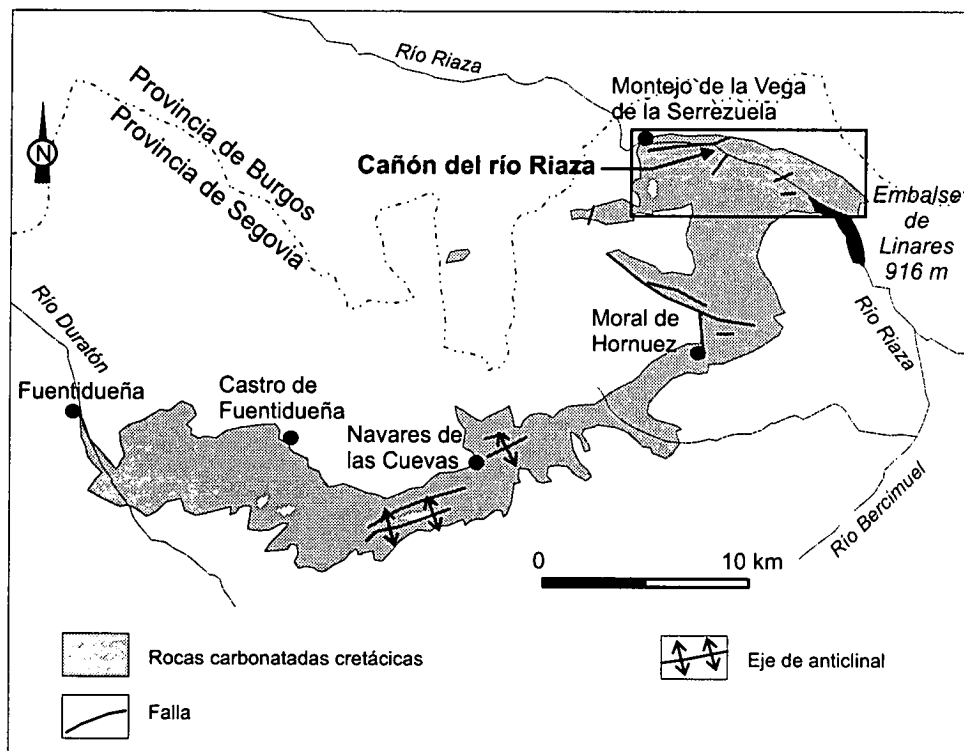 Río Riaza
Montejo de la Vega
de la Serrezuela
Provincia de Burgos
Provincia de Segovia
N
Cañón del río Riaza
Embalse
de
Linares
916 m
Río Duratón
Moral de
Hornuez
Río Riaza
Fuentidueña
Castro de
Fuentidueña
Navares de
las Cuevas
Río Bercimuel
0 10 km
Rocas carbonatadas cretácicas
Eje de anticlinal
Falla